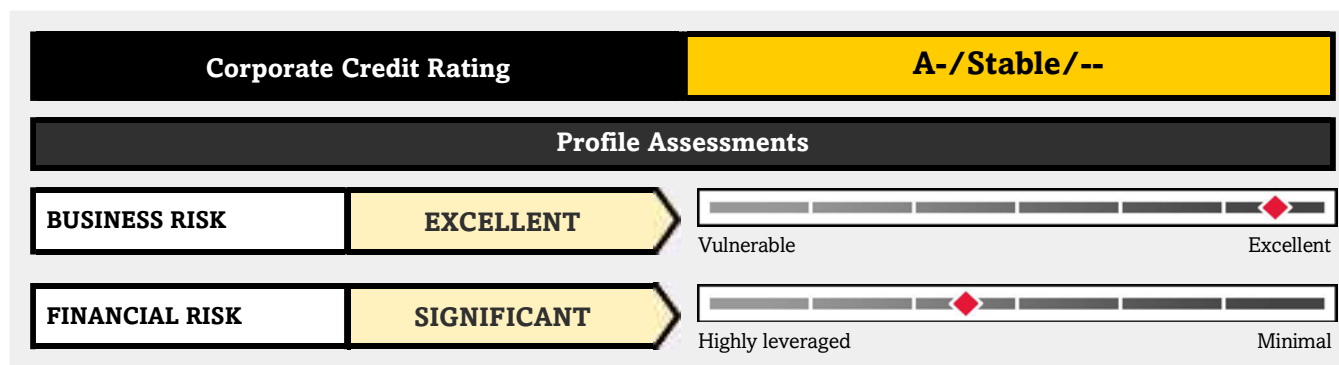 Corporate Credit Rating
A-/Stable/--
Profile Assessments
BUSINESS RISK
EXCELLENT
Vulnerable
Excellent
FINANCIAL RISK
SIGNIFICANT
Highly leveraged
Minimal